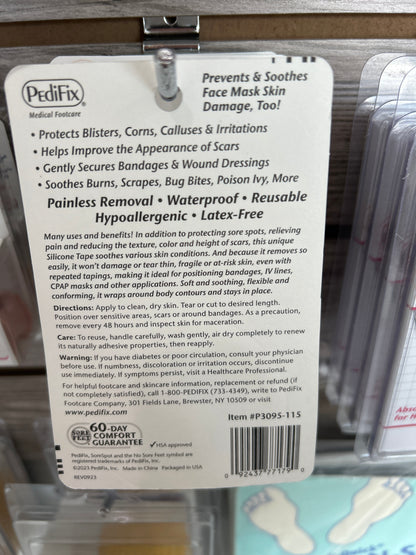 PediFix®
Medical Footcare
Prevents & Soothes
Face Mask Skin
Damage, Too!
• Protects Blisters, Corns, Calluses & Irritations
• Helps Improve the Appearance of Scars
• Gently Secures Bandages & Wound Dressings
• Soothes Burns, Scrapes, Bug Bites, Poison Ivy, More
Painless Removal • Waterproof • Reusable
Hypoallergenic • Latex-Free
Many uses and benefits! In addition to protecting sore spots, relieving
pain and reducing the texture, color and height of scars, this unique
Silicone Tape soothes various skin conditions. And because it removes so
easily, it won't damage or tear thin, fragile or at-risk skin, even with
repeated tapings, making it ideal for positioning bandages, IV lines,
CPAP masks and other applications. Soft and soothing, flexible and
conforming, it wraps around body contours and stays in place.
Directions: Apply to clean, dry skin. Tear or cut to desired length.
Position over sensitive areas, scars or around bandages. As a precaution,
remove every 48 hours and inspect skin for maceration.
Care: To reuse, handle carefully, wash gently, air dry completely to renew
its naturally adhesive properties, then reapply.
Warning: If you have diabetes or poor circulation, consult your physician
before use. If numbness, discoloration or irritation occurs, discontinue
use immediately. If symptoms persist, visit a Healthcare Professional.
For helpful footcare and skincare information, replacement or refund (if
not completely satisfied), call 1-800-PEDIFIX (733-4349), write to PediFix
Footcare Company, 301 Fields Lane, Brewster, NY 10509 or visit
www.pedifix.com
Item #P3095-115
60-DAY
COMFORT
GUARANTEE
✓HSA approved
PediFix, SoreSpot and the No Sore Feet symbol are
registered trademarks of PediFix, Inc.
©2023 PediFix, Inc. Made in China Packaged in USA
REV0923
0 92437 77179 0
Abso
for H